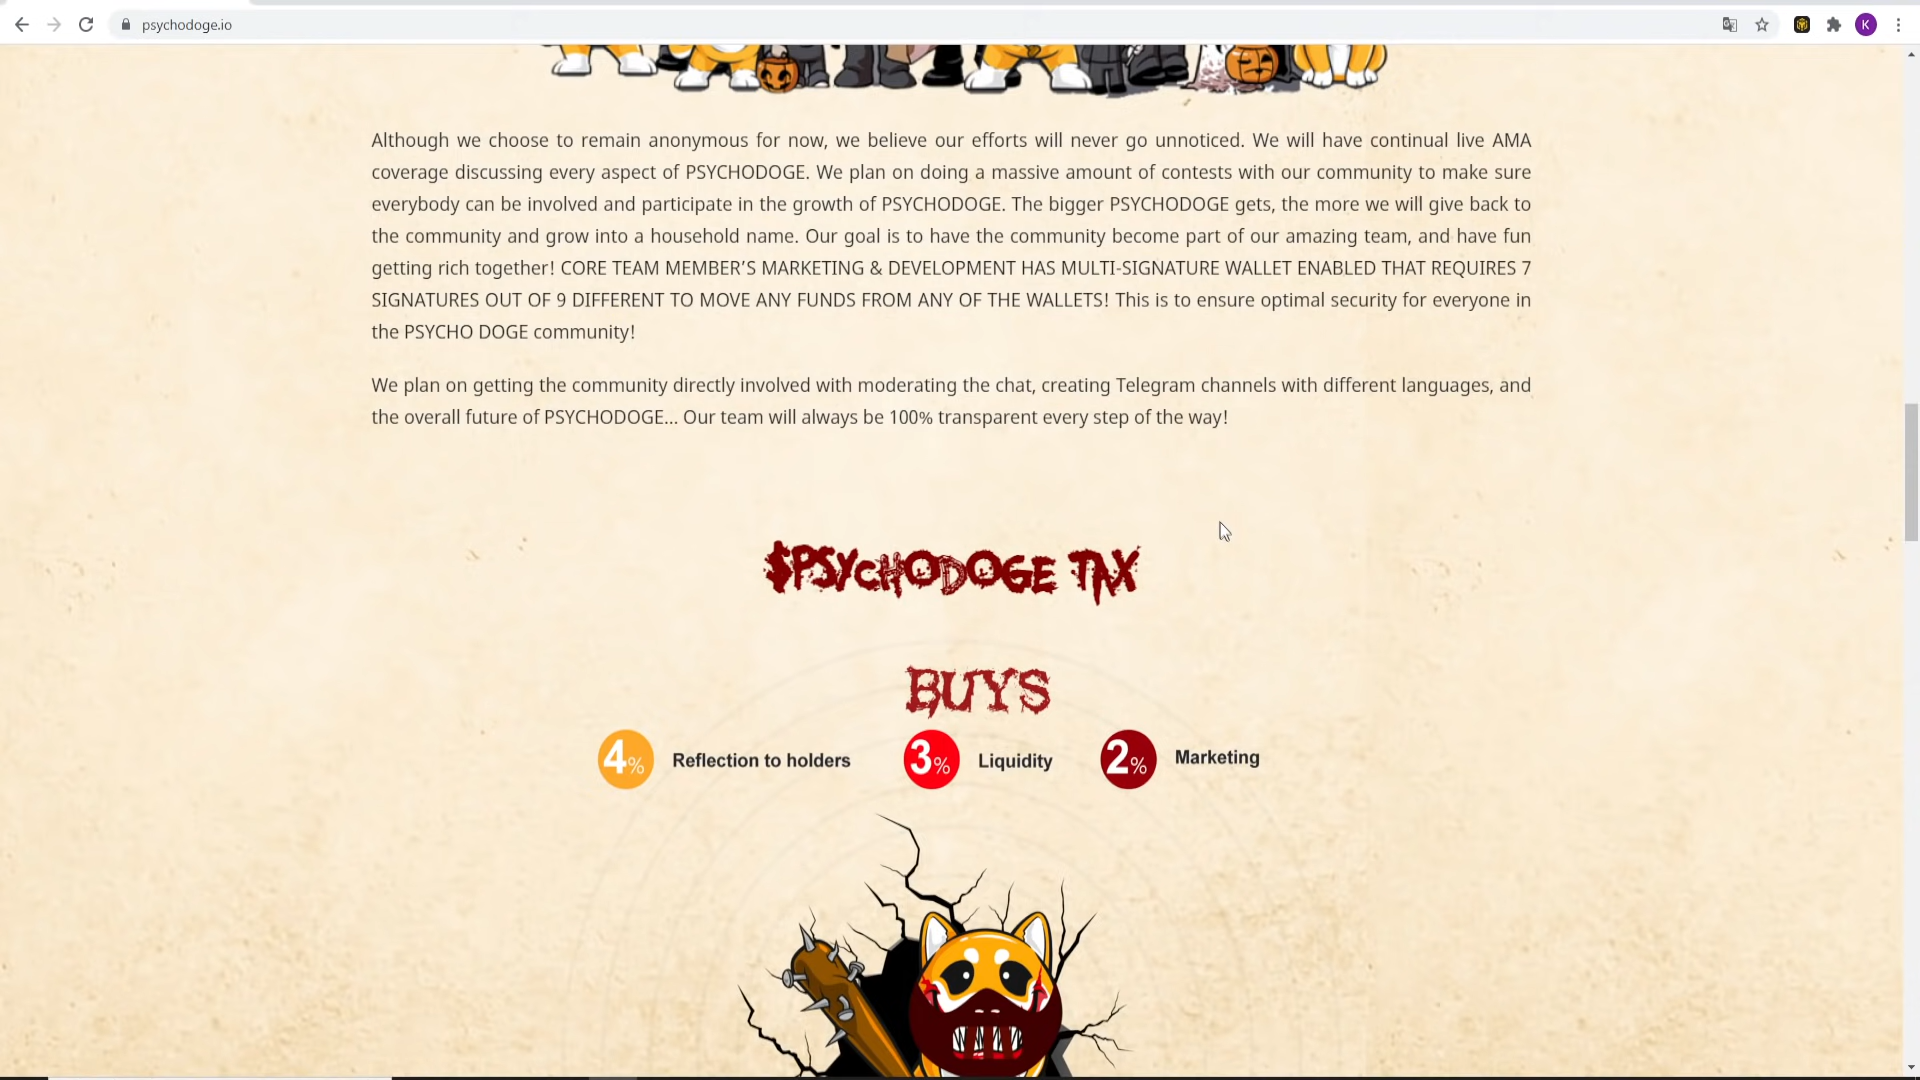 psychodoge.io
K
Although we choose to remain anonymous for now, we believe our efforts will never go unnoticed. We will have continual live AMA
coverage discussing every aspect of PSYCHODOGE. We plan on doing a massive amount of contests with our community to make sure
everybody can be involved and participate in the growth of PSYCHODOGE. The bigger PSYCHODOGE gets, the more we will give back to
the community and grow into a household name. Our goal is to have the community become part of our amazing team, and have fun
getting rich together! CORE TEAM MEMBER’S MARKETING & DEVELOPMENT HAS MULTI-SIGNATURE WALLET ENABLED THAT REQUIRES 7
SIGNATURES OUT OF 9 DIFFERENT TO MOVE ANY FUNDS FROM ANY OF THE WALLETS! This is to ensure optimal security for everyone in
the PSYCHO DOGE community!
We plan on getting the community directly involved with moderating the chat, creating Telegram channels with different languages, and
the overall future of PSYCHODOGE... Our team will always be 100% transparent every step of the way!
$PSYCHODOGE TAX
BUYS
4% Reflection to holders 3% Liquidity 2% Marketing